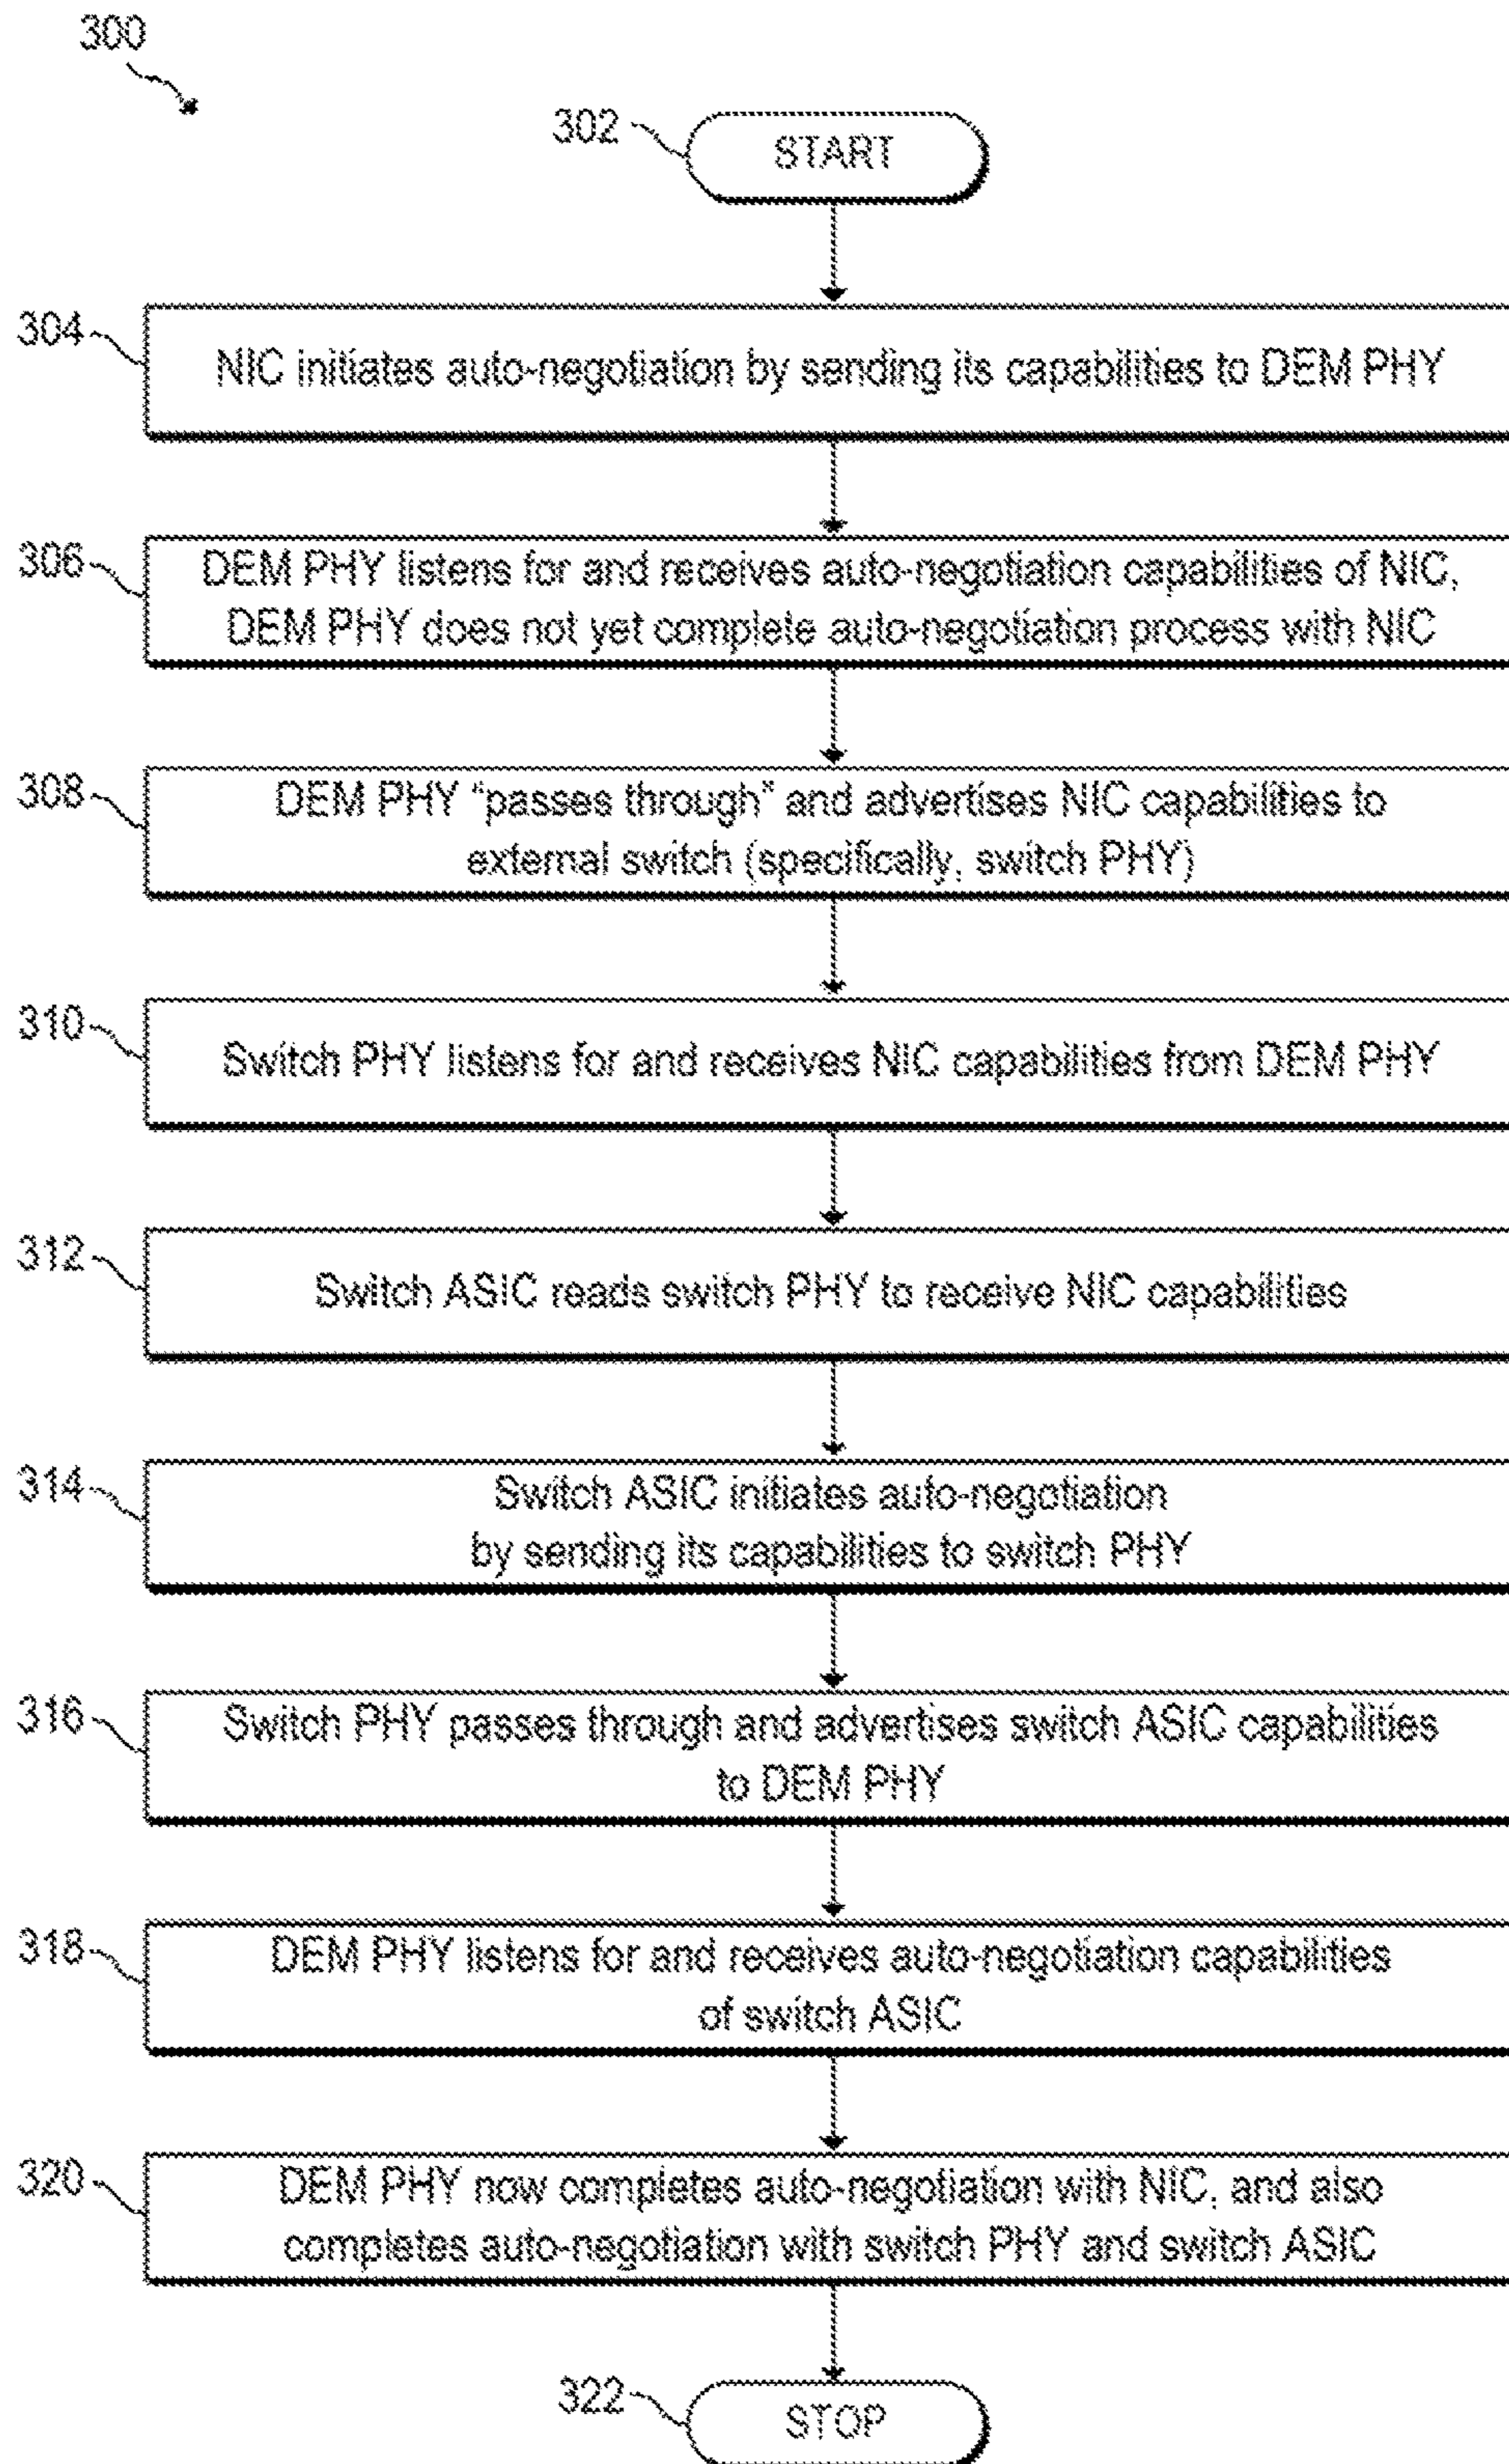 300
302
START
304
NIC initiates auto-negotiation by sending its capabilities to DEM PHY
306
DEM PHY listens for and receives auto-negotiation capabilities of NIC,
DEM PHY does not yet complete auto-negotiation process with NIC
308
DEM PHY “passes through” and advertises NIC capabilities to
external switch (specifically, switch PHY)
310
Switch PHY listens for and receives NIC capabilities from DEM PHY
312
Switch ASIC reads switch PHY to receive NIC capabilities
314
Switch ASIC initiates auto-negotiation
by sending its capabilities to switch PHY
316
Switch PHY passes through and advertises switch ASIC capabilities
to DEM PHY
318
DEM PHY listens for and receives auto-negotiation capabilities
of switch ASIC
320
DEM PHY now completes auto-negotiation with NIC, and also
completes auto-negotiation with switch PHY and switch ASIC
322
STOP